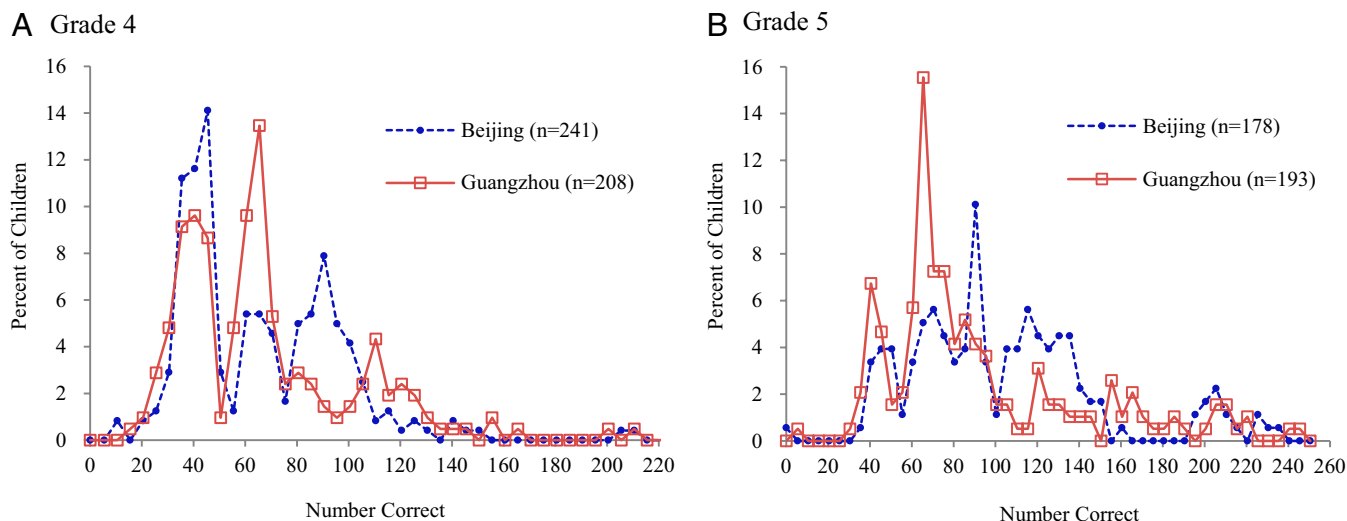 A Grade 4
Percent of Children
16
14
12
10
8
6
4
2
0
0 20 40 60 80 100 120 140 160 180 200 220
Number Correct
Beijing (n=241)
Guangzhou (n=208)
B Grade 5
Percent of Children
16
14
12
10
8
6
4
2
0
0 20 40 60 80 100 120 140 160 180 200 220 240 260
Number Correct
Beijing (n=178)
Guangzhou (n=193)